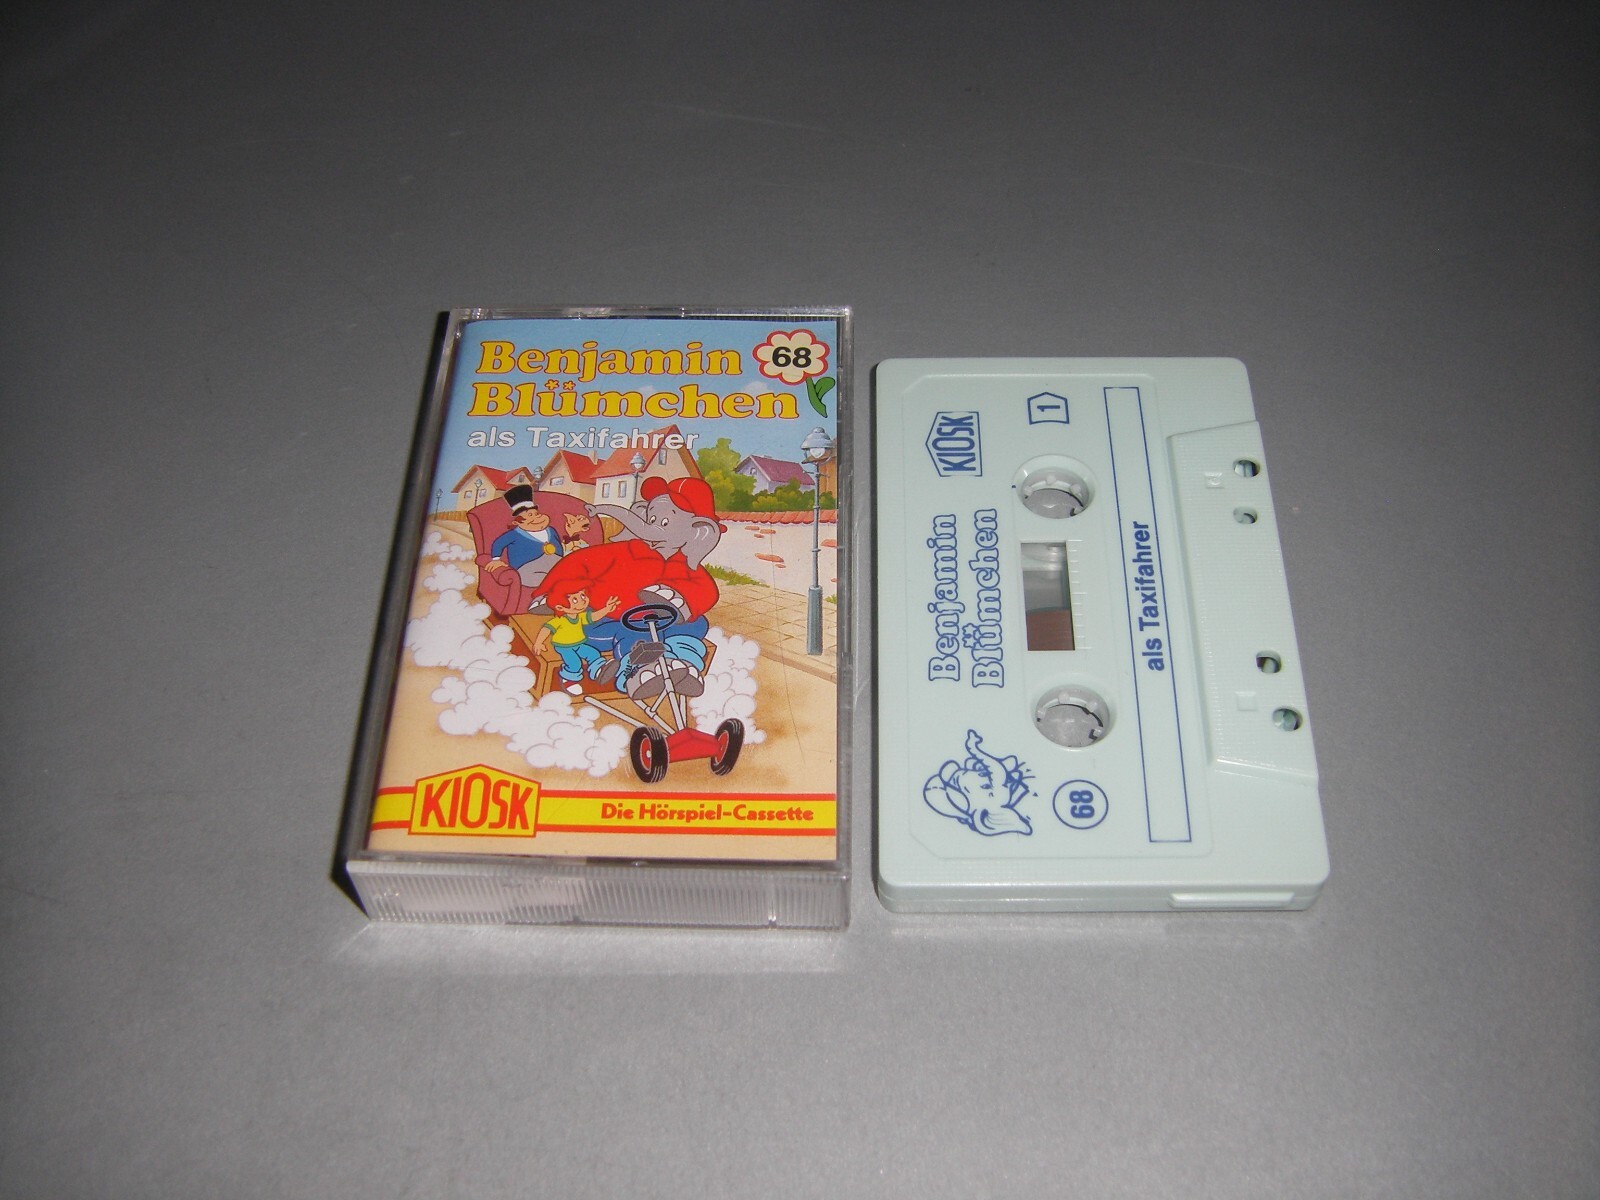 Benjamin
Blümchen
68
als Taxifahrer
KIOSK
Die Hörspiel-Cassette
KIOSK
1
Benjamin
Blümchen
68
als Taxifahrer